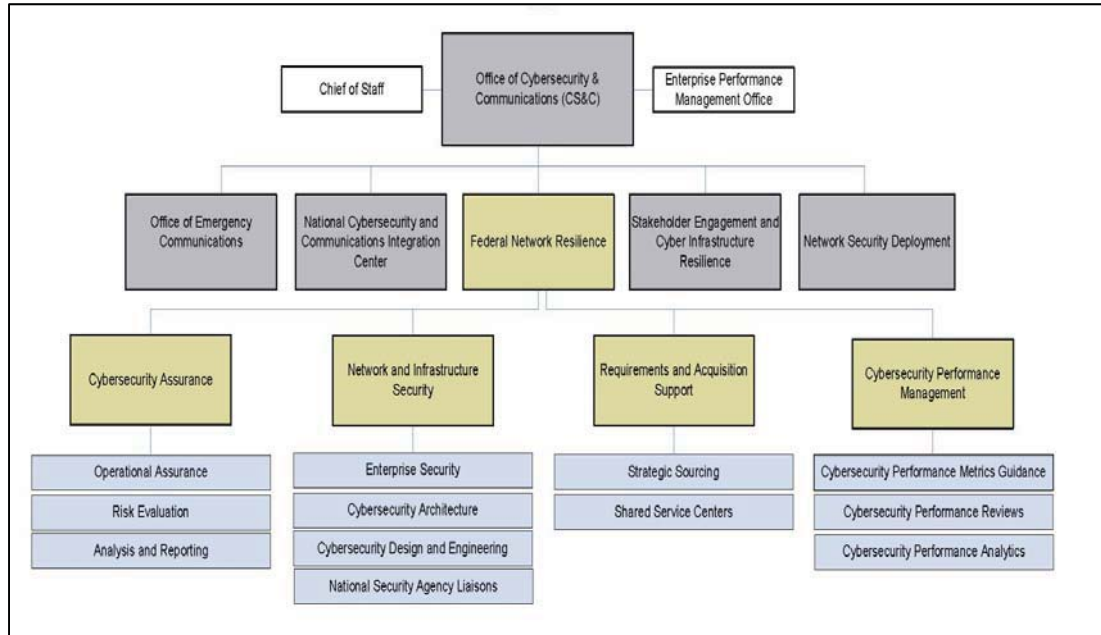 Chief of Staff
Office of Cybersecurity &
Communications (CS&C)
Enterprise Performance
Management Office
Office of Emergency
Communications
National Cybersecurity and
Communications Integration
Center
Federal Network Resilience
Stakeholder Engagement and
Cyber Infrastructure
Resilience
Network Security Deployment
Cybersecurity Assurance
Network and Infrastructure
Security
Requirements and Acquisition
Support
Cybersecurity Performance
Management
Operational Assurance
Risk Evaluation
Analysis and Reporting
Enterprise Security
Cybersecurity Architecture
Cybersecurity Design and Engineering
National Security Agency Liaisons
Strategic Sourcing
Shared Service Centers
Cybersecurity Performance Metrics Guidance
Cybersecurity Performance Reviews
Cybersecurity Performance Analytics